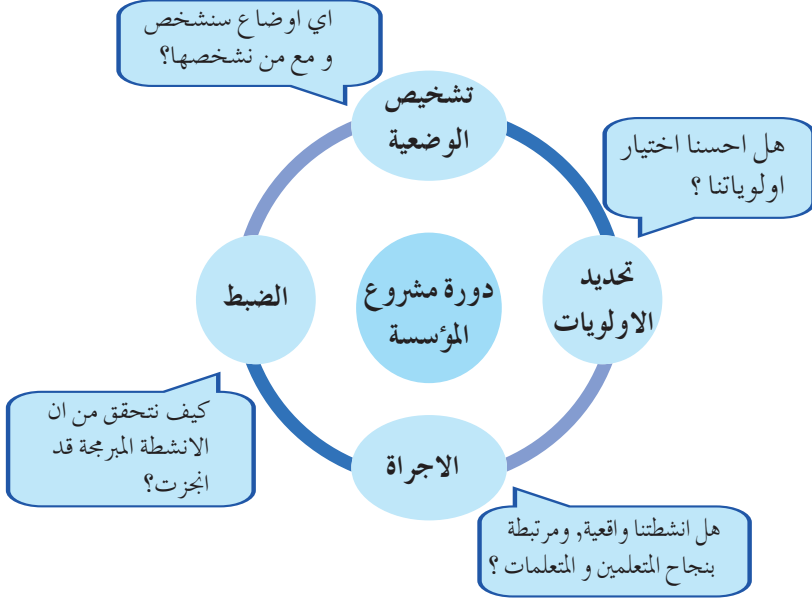 اي اوضاع سنشخص
و مع من نشخصها؟
تشخيص
الوضعية
هل احسنا اختيار
اولوياتنا ؟
تحديد
الاولويات
دورة مشروع
المؤسسة
الضبط
كيف نتحقق من ان
الانشطة المبرمجة قد
انجزت؟
الاجراة
هل انشطتنا واقعية, ومرتبطة
بنجاح المتعلمين و المتعلمات ؟